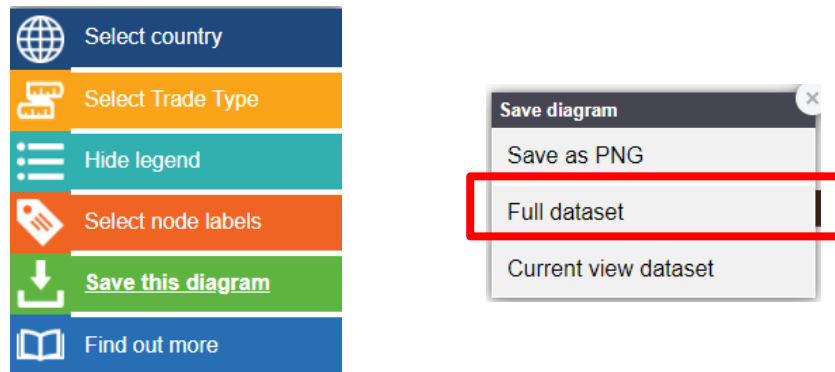 Select country
Select Trade Type
Hide legend
Select node labels
Save this diagram
Find out more
Save diagram
Save as PNG
Full dataset
Current view dataset